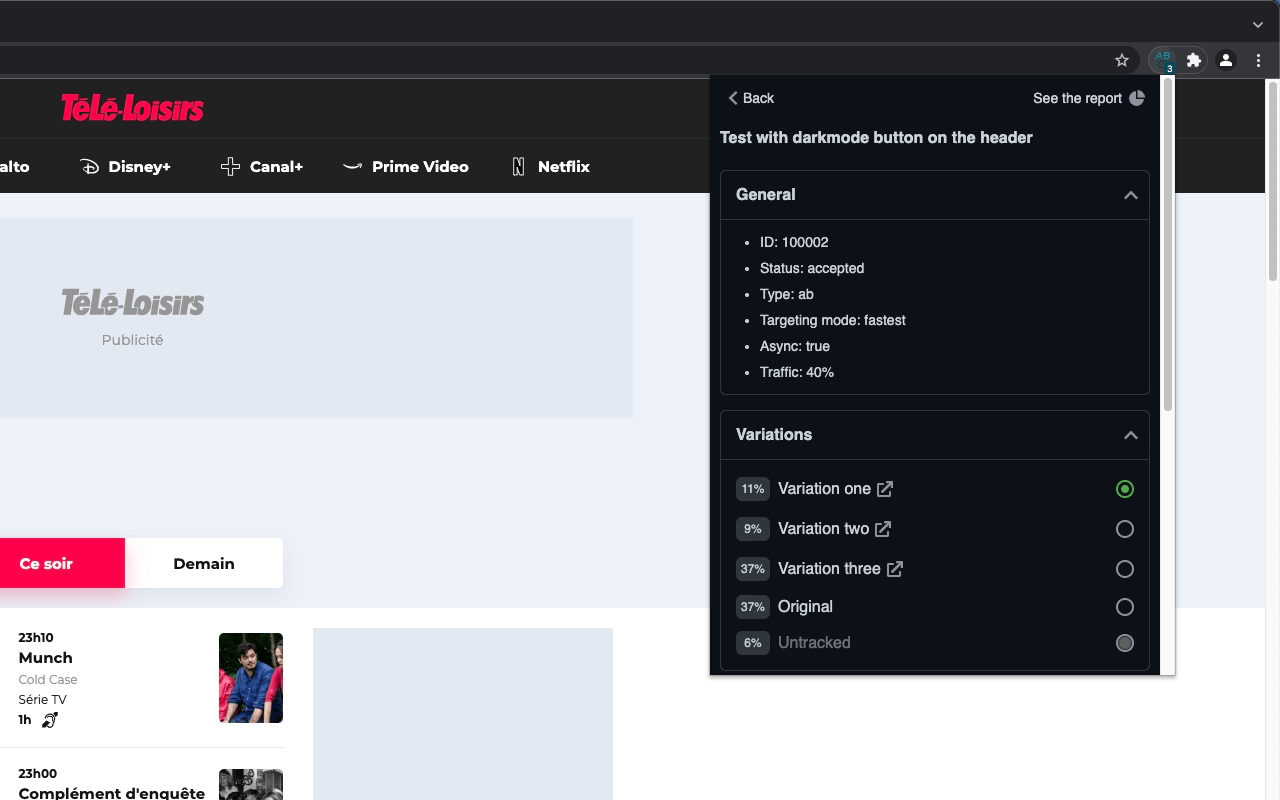 AB
3
TéLé-Loisirs
alto
Disney+
Canal+
Prime Video
Netflix
TéLé-Loisirs
Publicité
Ce soir
Demain
23h10
Munch
Cold Case
Série TV
1h
23h00
Complément d'enquête
Back
See the report
Test with darkmode button on the header
General
• ID: 100002
• Status: accepted
• Type: ab
• Targeting mode: fastest
• Async: true
• Traffic: 40%
Variations
11% Variation one
9% Variation two
37% Variation three
37% Original
6% Untracked